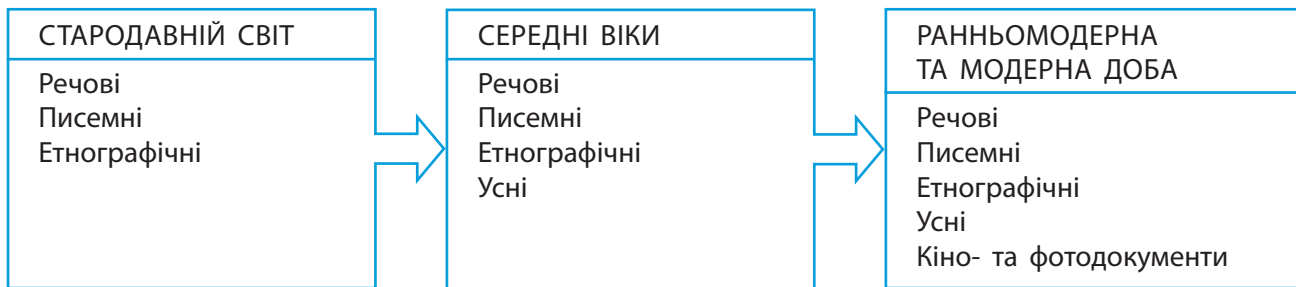 СТАРОДАВНІЙ СВІТ
Речові
Писемні
Етнографічні
СЕРЕДНІ ВІКИ
Речові
Писемні
Етнографічні
Усні
РАННЬОМОДЕРНА
ТА МОДЕРНА ДОБА
Речові
Писемні
Етнографічні
Усні
Кіно- та фотодокументи